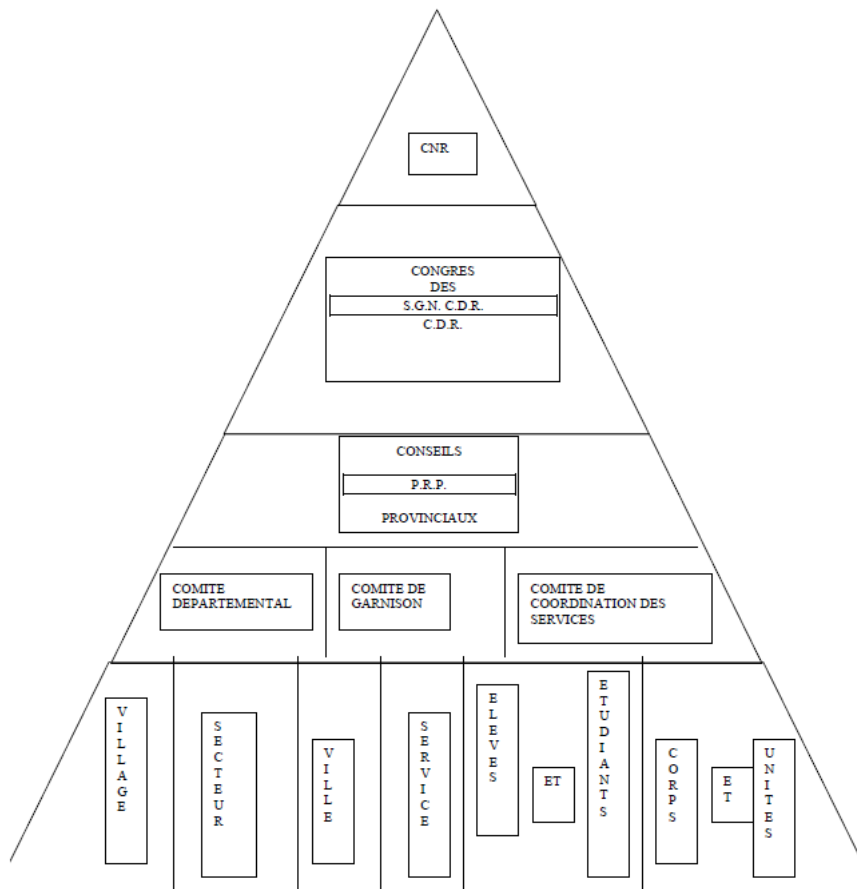 CNR
CONGRES
DES
S.G.N. C.D.R.
C.D.R.
CONSEILS
P.R.P.
PROVINCIAUX
COMITE
DEPARTEMENTAL
COMITE DE
GARNISON
COMITE DE
COORDINATION DES
SERVICES
VILLAGE
SECTEUR
VILLE
SERVICE
ELEVES
ET
ETUDIANTS
CORPS
ET
UNITES